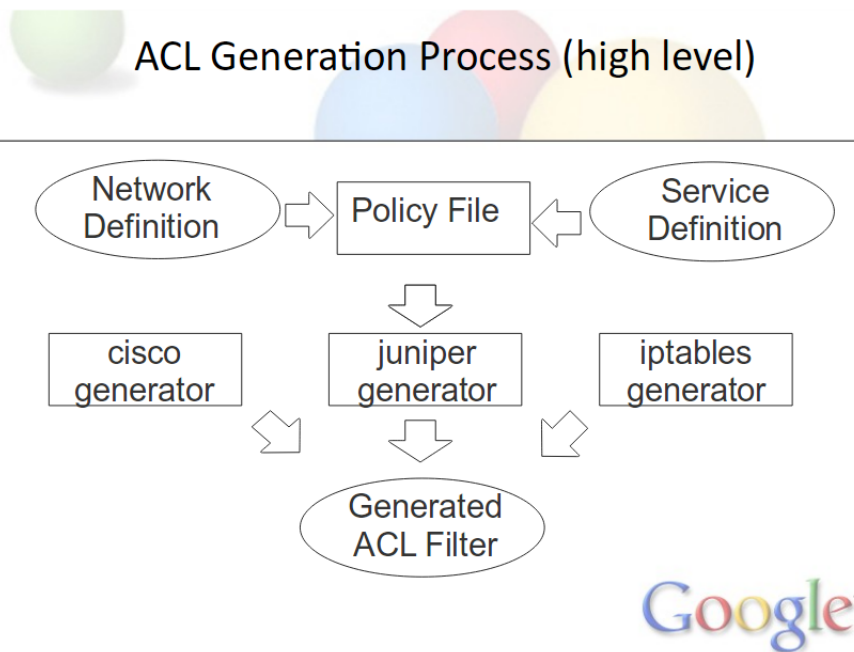 ACL Generation Process (high level)
Network
Definition
Policy File
Service
Definition
cisco
generator
juniper
generator
iptables
generator
Generated
ACL Filter
Google